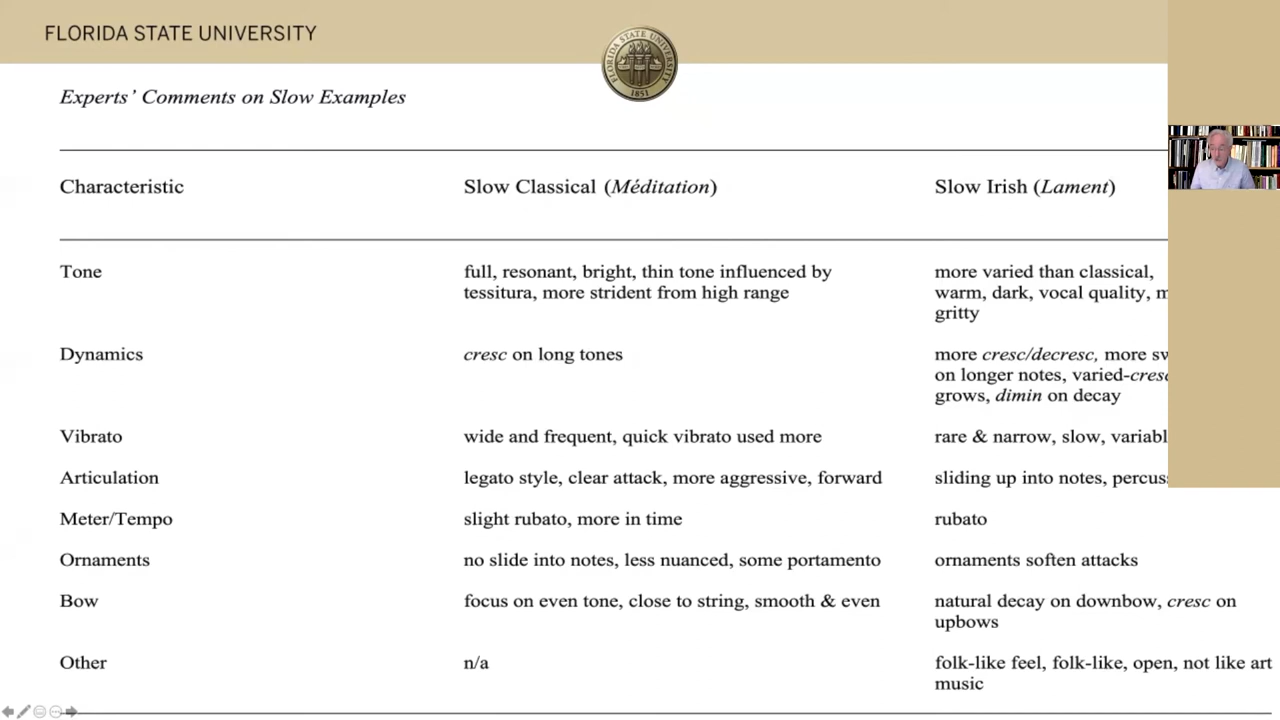 FLORIDA STATE UNIVERSITY
FLORIDA STATE UNIVERSITY
1851
Experts’ Comments on Slow Examples
Characteristic Slow Classical (Méditation) Slow Irish (Lament)
Tone full, resonant, bright, thin tone influenced by more varied than classical,
tessitura, more strident from high range warm, dark, vocal quality,
gritty
Dynamics cresc on long tones more cresc/decresc, more
on longer notes, varied-cresc
grows, dimin on decay
Vibrato wide and frequent, quick vibrato used more rare & narrow, slow,
Articulation legato style, clear attack, more aggressive, forward sliding up into notes,
Meter/Tempo slight rubato, more in time rubato
Ornaments no slide into notes, less nuanced, some portamento ornaments soften attacks
Bow focus on even tone, close to string, smooth & even natural decay on downbow, cresc on
upbows
Other n/a folk-like feel, folk-like, open, not like art
music